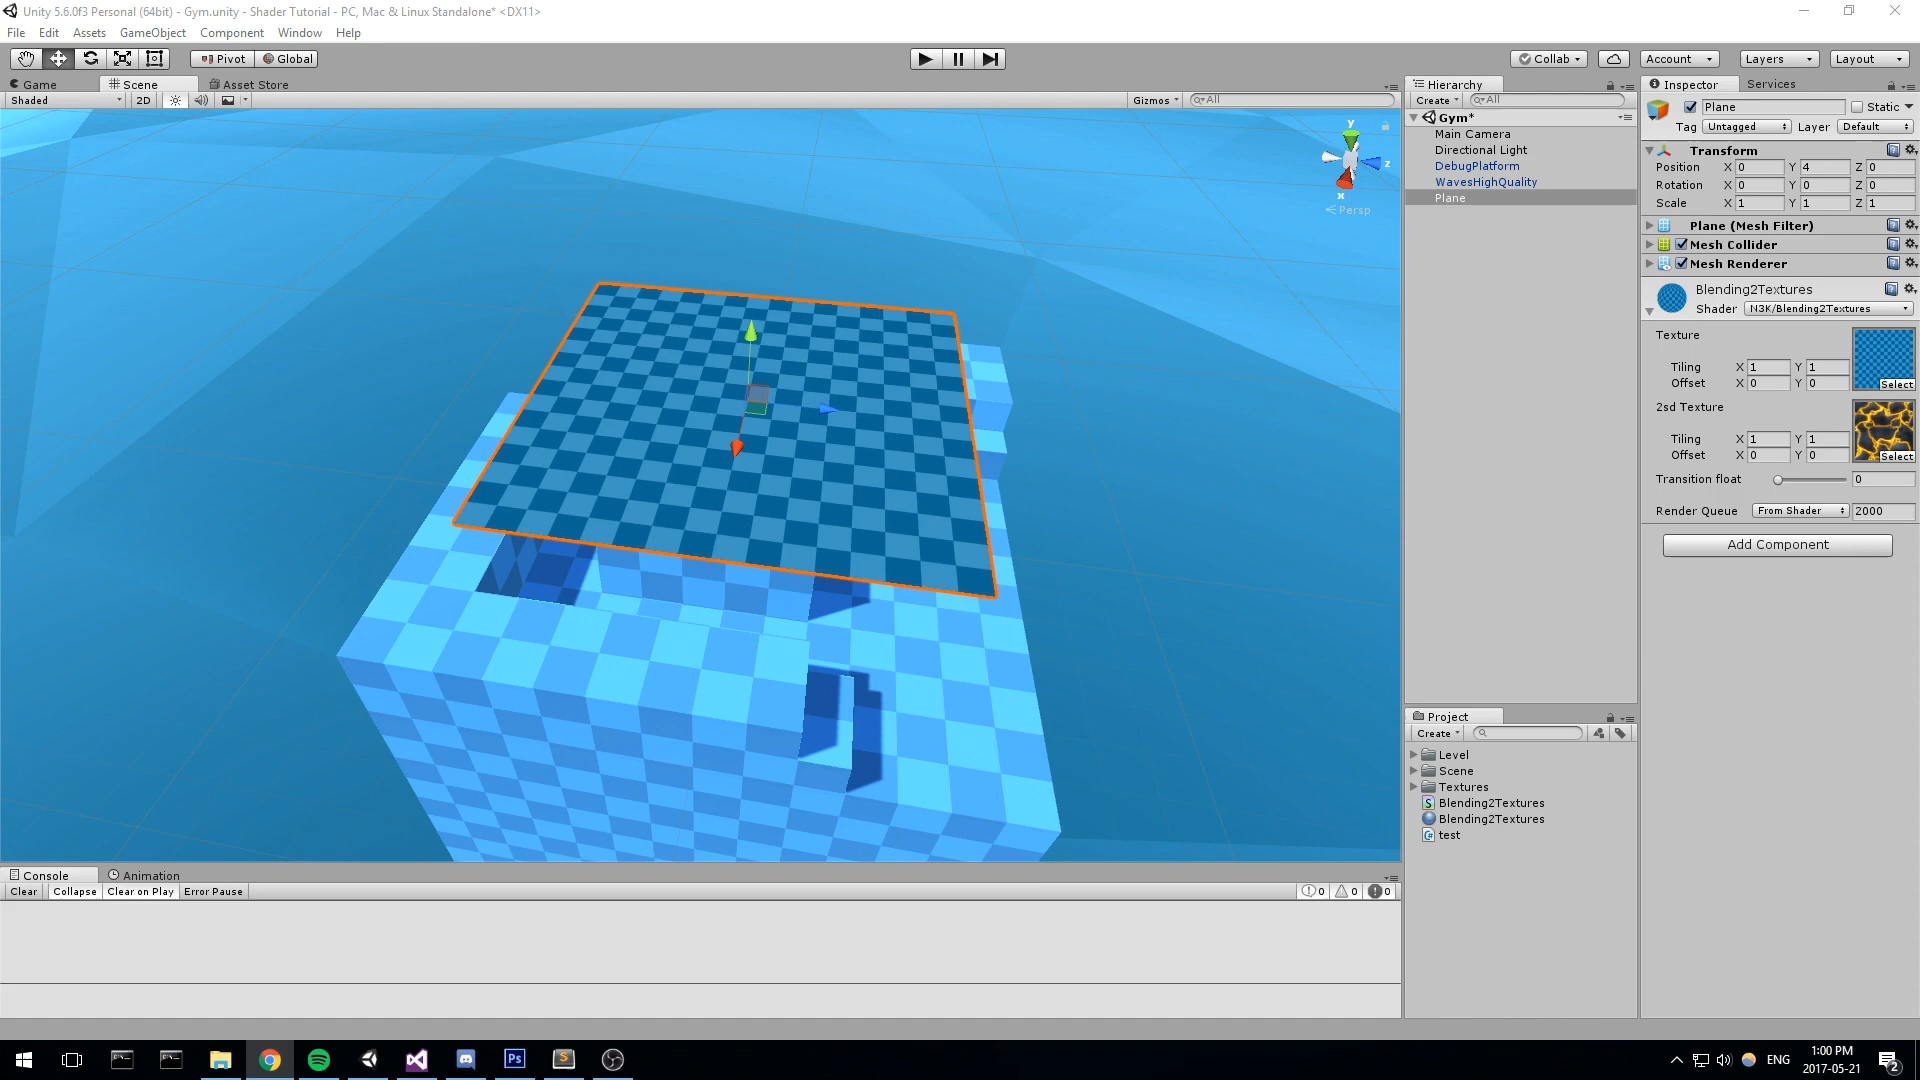 Unity 5.6.0f3 Personal (64bit) - Gym.unity - Shader Tutorial - PC, Mac & Linux Standalone* <DX11>
File Edit Assets GameObject Component Window Help
Pivot Global Collab Account Layers Layout
Game Scene Asset Store
Shaded 2D Gizmos All
y
z
x
Persp
Hierarchy
Create All
Gym*
Main Camera
Directional Light
DebugPlatform
WavesHighQuality
Plane
Project
Create
Level
Scene
Textures
Blending2Textures
Blending2Textures
test
Inspector Services
Plane Static
Tag Untagged Layer Default
Transform
Position X 0 Y 4 Z 0
Rotation X 0 Y 0 Z 0
Scale X 1 Y 1 Z 1
Plane (Mesh Filter)
Mesh Collider
Mesh Renderer
Blending2Textures
Shader N3K/Blending2Textures
Texture
Tiling X 1 Y 1
Offset X 0 Y 0
Select
2sd Texture
Tiling X 1 Y 1
Offset X 0 Y 0
Select
Transition float 0
Render Queue From Shader 2000
Add Component
Console Animation
Clear Collapse Clear on Play Error Pause 0 0 0
Ps S ENG 1:00 PM
2017-05-21
2